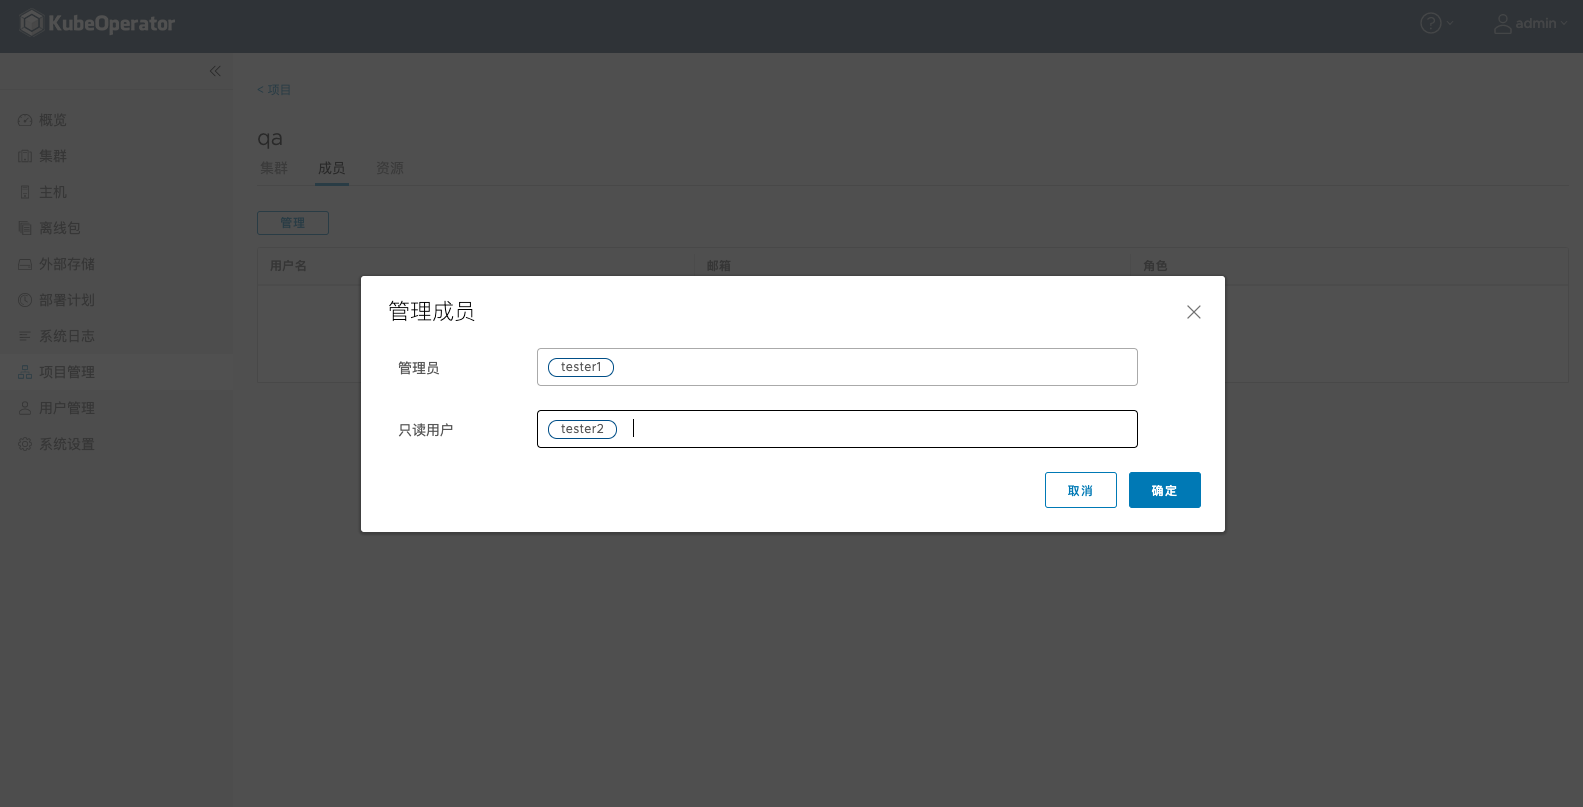 KubeOperator
? admin
< 项目
概览
集群
主机
离线包
外部存储
部署计划
系统日志
项目管理
用户管理
系统设置
qa
集群 成员 资源
管理
用户名 邮箱 角色
管理成员
管理员 tester1
只读用户 tester2
取消 确定